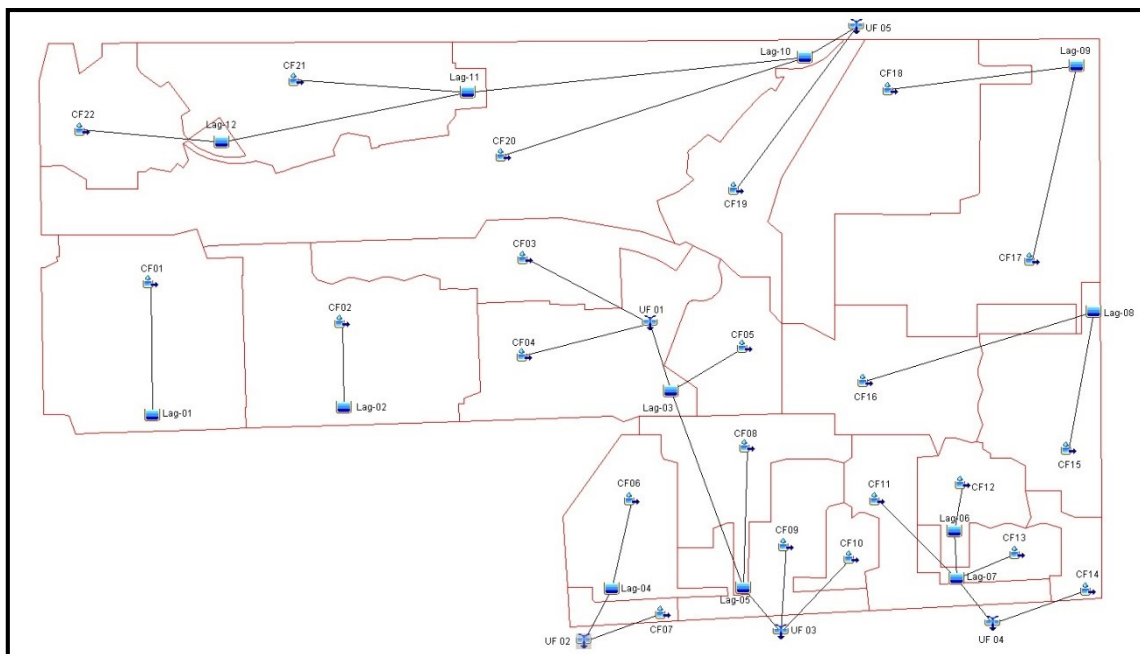 UF 05
Lag-10
Lag-09
CF21
Lag-11
CF18
CF22
Lag-12
CF20
CF19
CF03
CF17
CF01
CF02
UF 01
Lag-08
CF04
CF05
CF16
Lag-01
Lag-02
Lag-03
CF08
CF15
CF06
CF11
CF12
Lag-06
CF09
CF10
CF13
Lag-04
Lag-05
Lag-07
CF14
CF07
UF 02
UF 03
UF 04